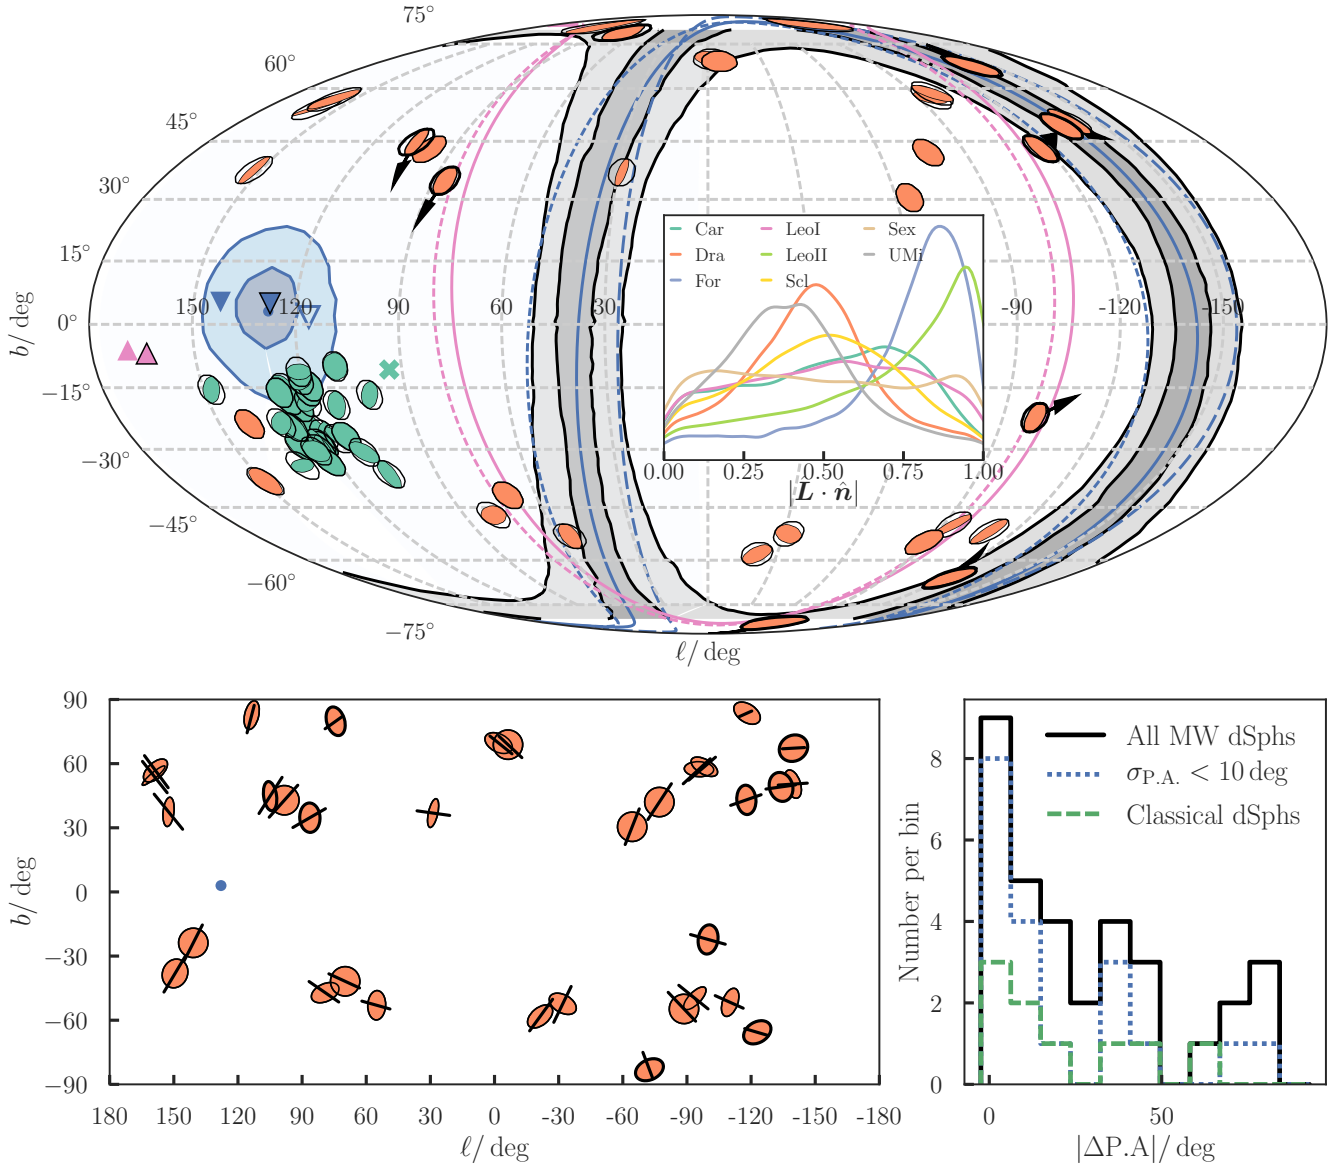 75°
60°
45°
30°
15°
0°
−15°
−30°
−45°
−60°
−75°
b/ deg
150
120
90
30
-90
-120
-150
ℓ/ deg
Car
LeoI
Sex
Dra
LeoII
UMi
For
Scl
0.00
0.25
0.50
0.75
1.00
|L · n̂|
90
60
30
0
−30
−60
−90
b/ deg
180
150
120
90
60
30
0
-30
-60
-90
-120
-150
-180
ℓ/ deg
All MW dSphs
σP.A. < 10 deg
Classical dSphs
8
6
4
2
0
Number per bin
0
50
|ΔP.A|/ deg